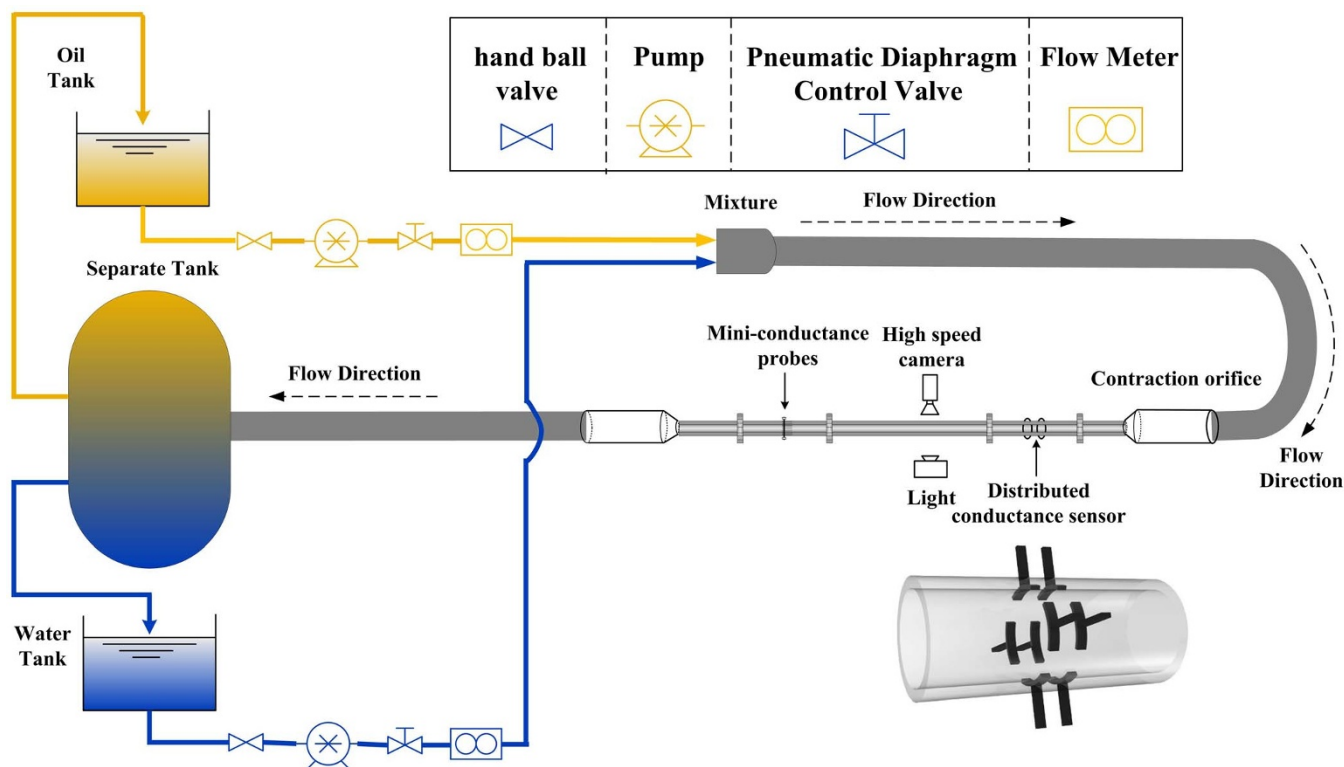 Oil
Tank
hand ball
valve
Pump
Pneumatic Diaphragm
Control Valve
Flow Meter
Mixture
Flow Direction
Separate Tank
Flow Direction
Mini-conductance
probes
High speed
camera
Contraction orifice
Flow
Direction
Light
Distributed
conductance sensor
Water
Tank